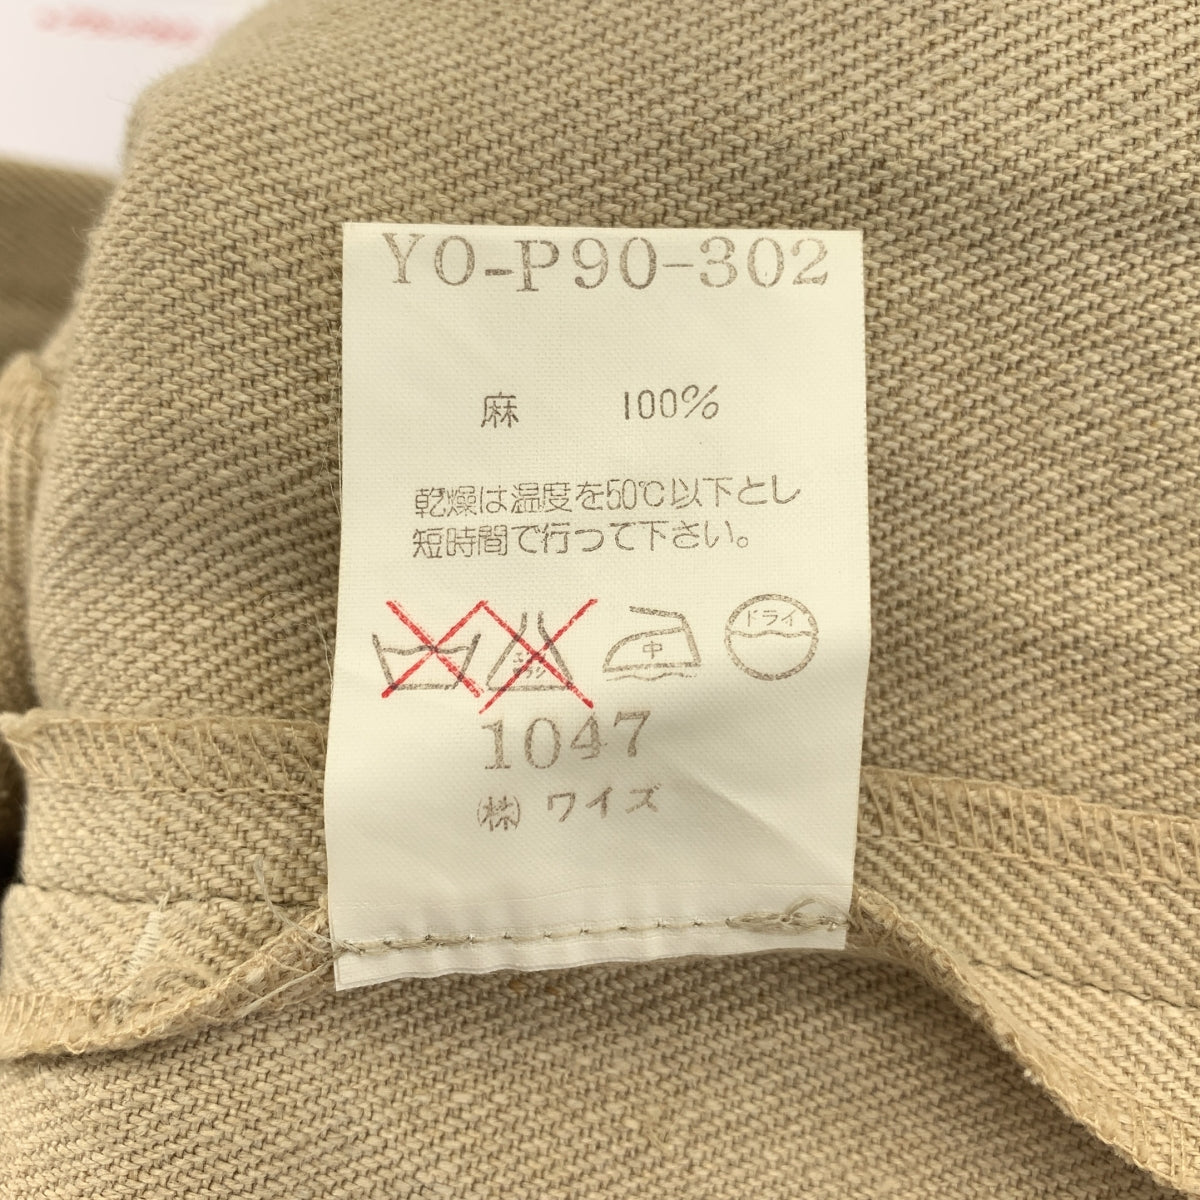 YO-P90-302
麻 100%
乾燥は温度を50℃以下とし
短時間で行って下さい。
中 ドライ
1047
㈱ ワイズ